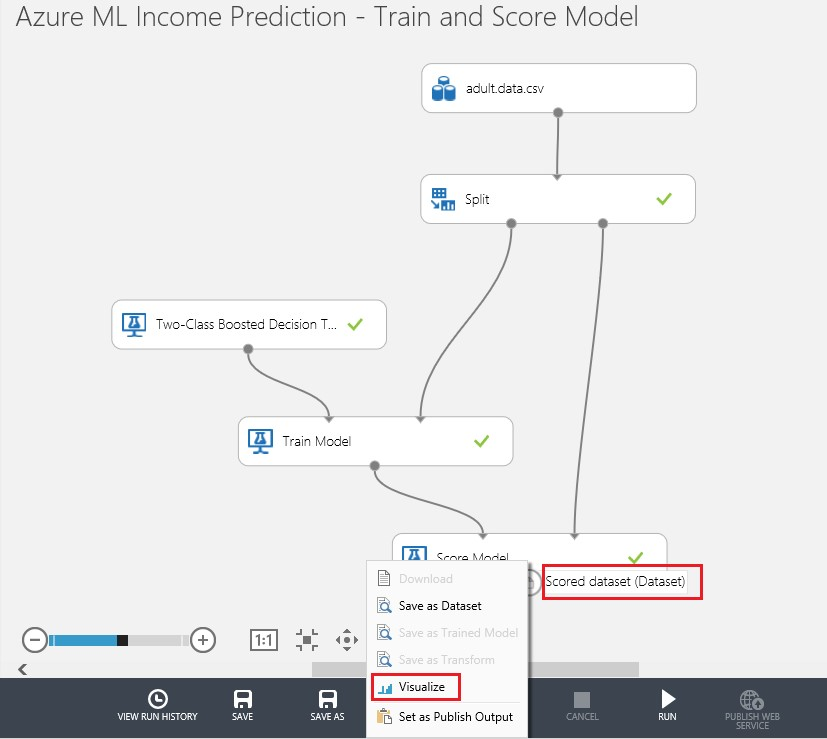 Azure ML Income Prediction - Train and Score Model
adult.data.csv
Split
Two-Class Boosted Decision T...
Train Model
Score Model
Scored dataset (Dataset)
Download
Save as Dataset
Save as Trained Model
Save as Transform
Visualize
Set as Publish Output
1:1
VIEW RUN HISTORY
SAVE
SAVE AS
CANCEL
RUN
PUBLISH WEB
SERVICE